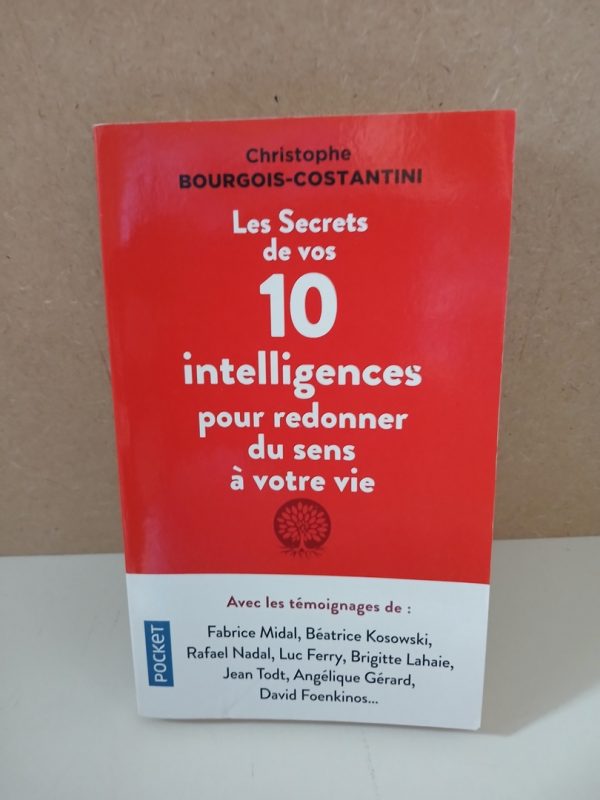 Christophe
BOURGOIS-COSTANTINI
Les Secrets
de vos
10
intelligences
pour redonner
du sens
à votre vie
Avec les témoignages de :
Fabrice Midal, Béatrice Kosowski,
Rafael Nadal, Luc Ferry, Brigitte Lahaie,
Jean Todt, Angélique Gérard,
David Foenkinos...
POCKET